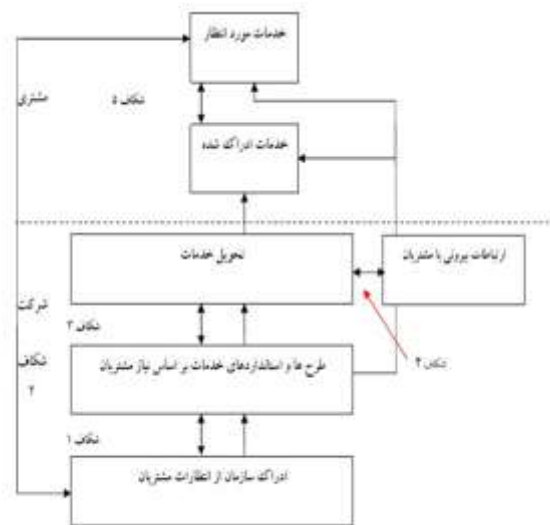 خدمات مورد انتظار
مشتری
شکاف ۵
خدمات ادراک شده
تحویل خدمات
ارتباطات بیرونی با مشتریان
شرکت
شکاف ۳
شکاف
۲
شکاف ۴
طرح ها و استانداردهای خدمات بر اساس نیاز مشتریان
شکاف ۱
ادراک سازمان از انتظارات مشتریان